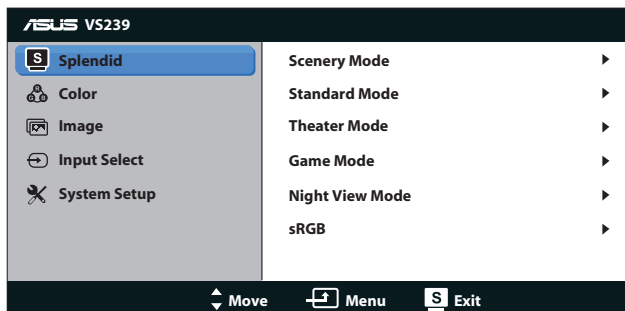 ASUS VS239
S Splendid
Color
Image
Input Select
System Setup
Scenery Mode
Standard Mode
Theater Mode
Game Mode
Night View Mode
sRGB
Move Menu S Exit